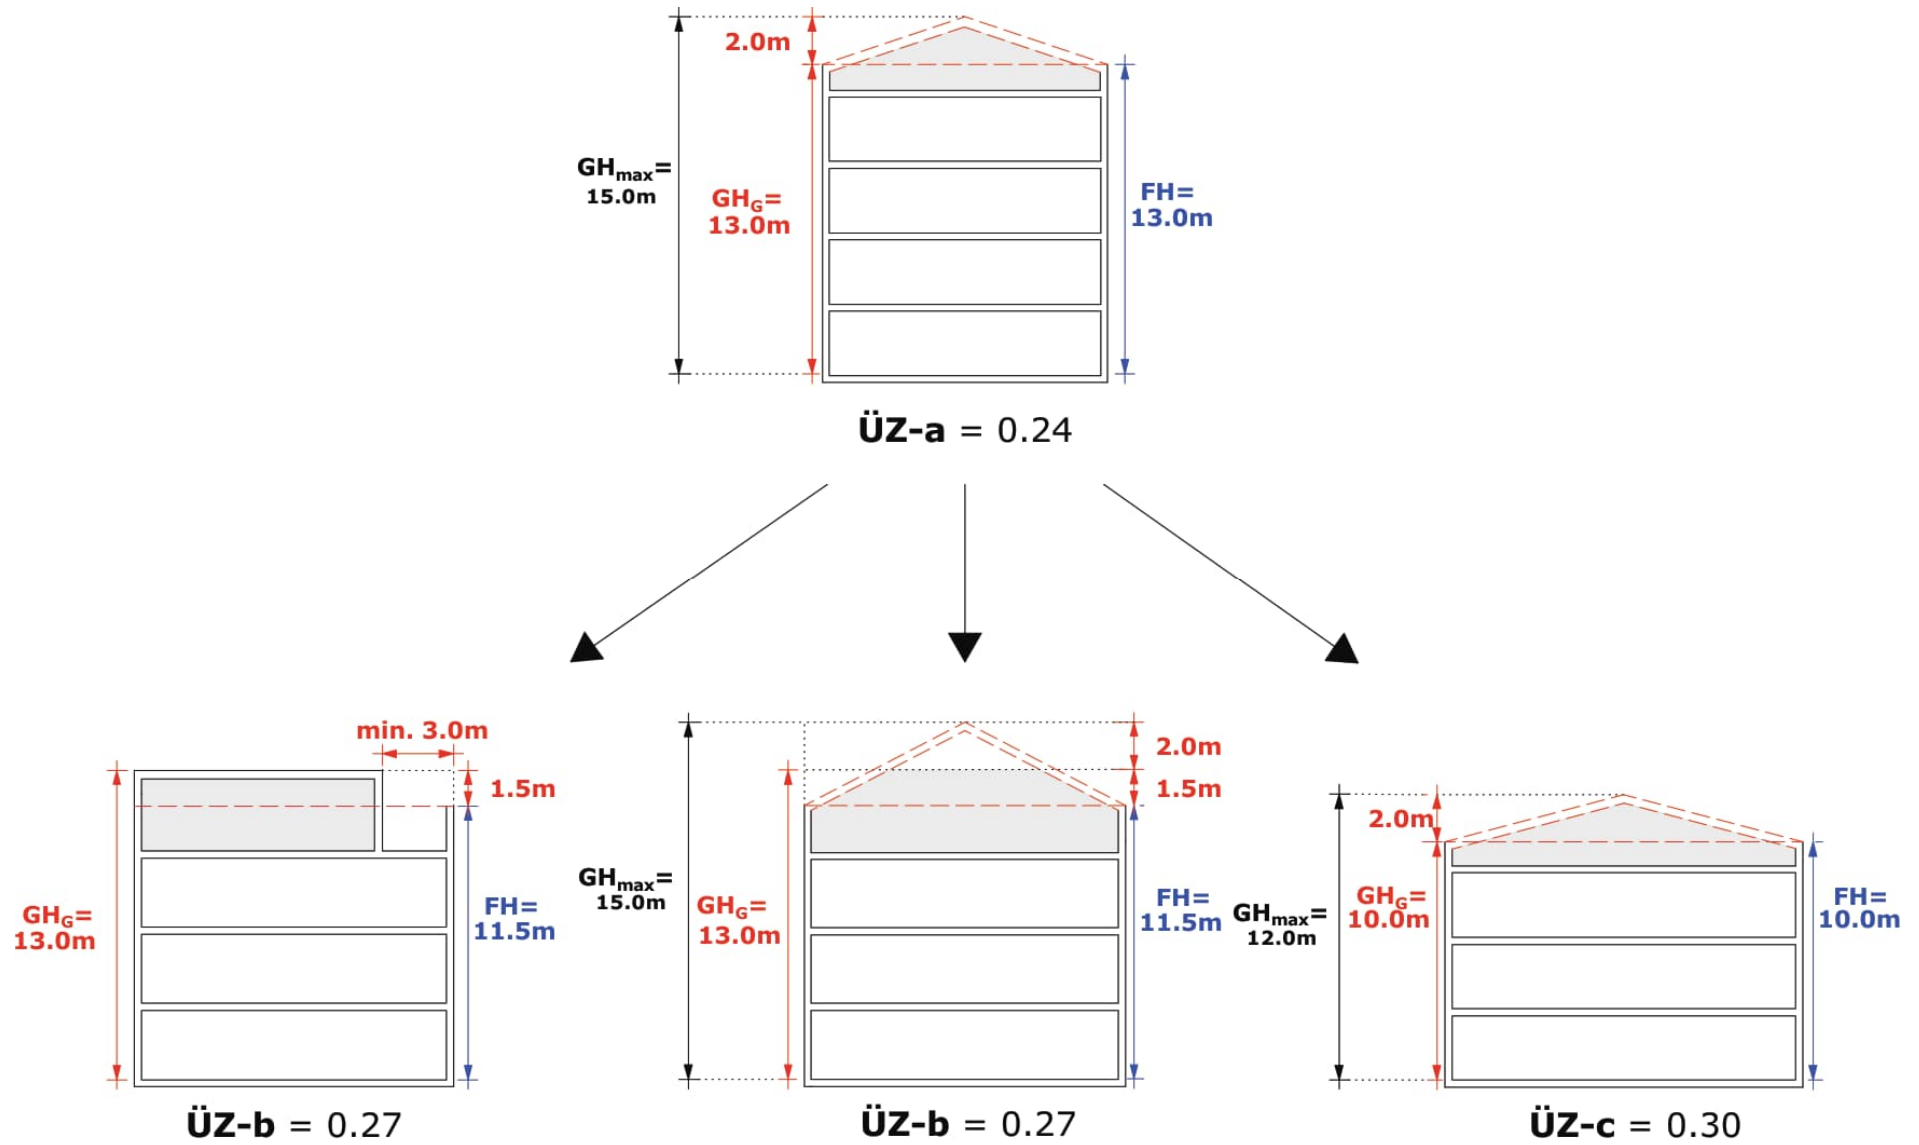 2.0m
GHmax=
15.0m
GHG=
13.0m
FH=
13.0m
ÜZ-a = 0.24
min. 3.0m
1.5m
GHG=
13.0m
FH=
11.5m
ÜZ-b = 0.27
2.0m
1.5m
GHmax=
15.0m
GHG=
13.0m
FH=
11.5m
ÜZ-b = 0.27
2.0m
GHmax=
12.0m
GHG=
10.0m
FH=
10.0m
ÜZ-c = 0.30